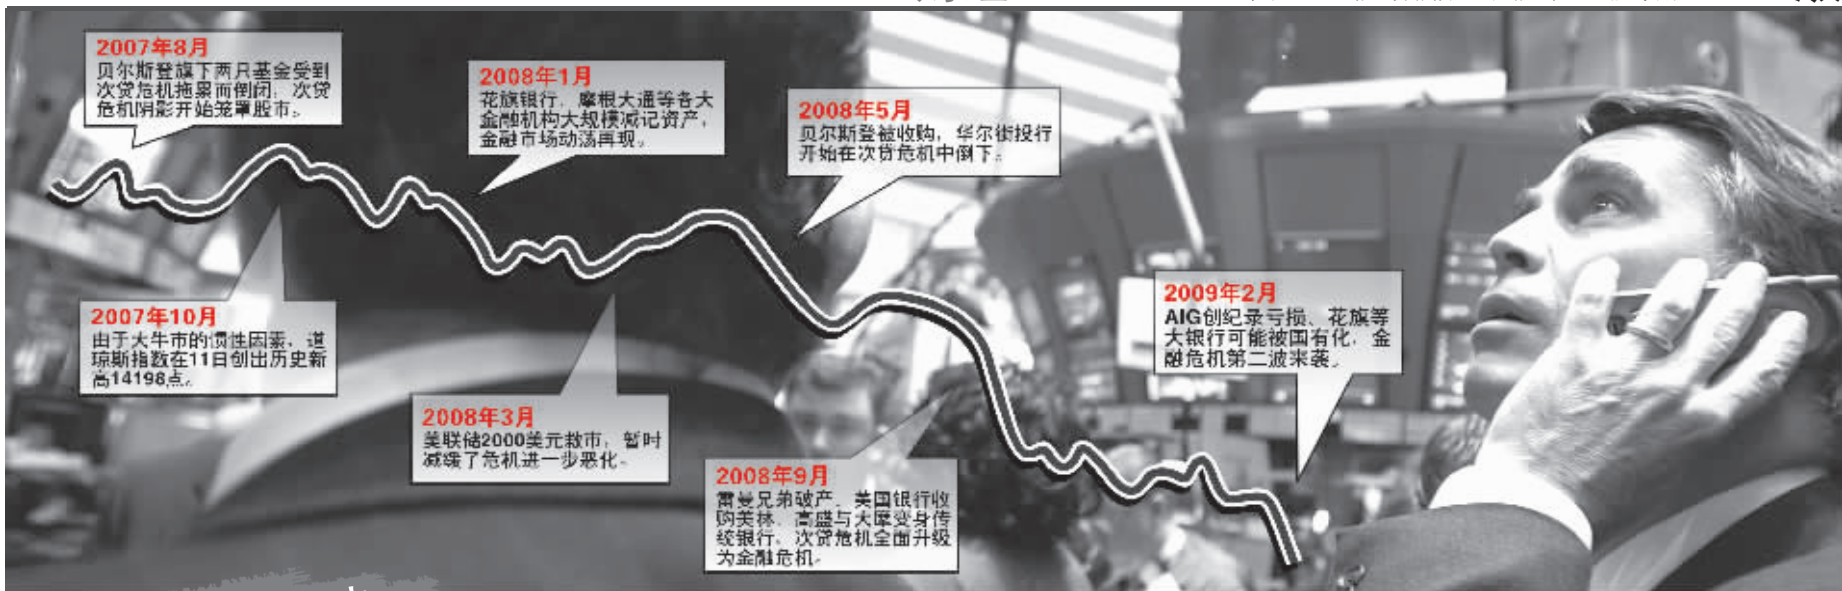 2007年8月
贝尔斯登旗下两只基金受到
次贷危机拖累而倒闭,次贷
危机阴影开始笼罩股市。
2007年10月
由于大牛市的惯性因素,道
琼斯指数在11日创出历史新
高14198点。
2008年1月
花旗银行、摩根大通等各大
金融机构大规模减记资产,
金融市场动荡再现。
2008年3月
美联储2000美元救市,暂时
减缓了危机进一步恶化。
2008年5月
贝尔斯登被收购,华尔街投行
开始在次贷危机中倒下。
2008年9月
雷曼兄弟破产、美国银行收
购美林、高盛与大摩变身传
统银行、次贷危机全面升级
为金融危机。
2009年2月
AIG创纪录亏损、花旗等
大银行可能被国有化,金
融危机第二波来袭。